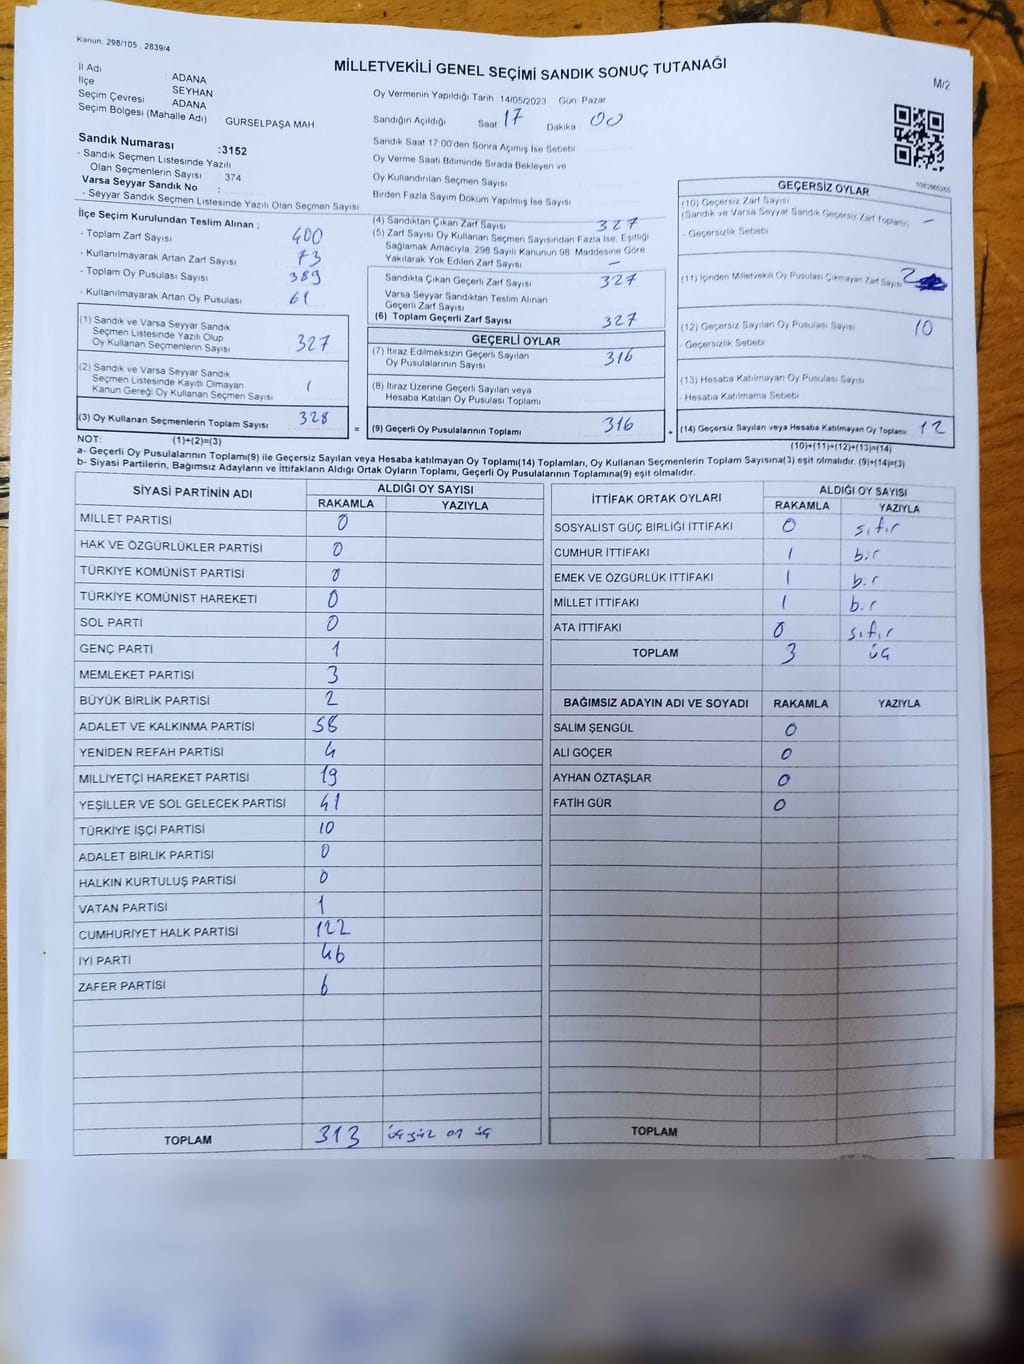 Kanun: 298/105 , 2839/4
MİLLETVEKİLİ GENEL SEÇİMİ SANDIK SONUÇ TUTANAĞI
M/2
İl Adı ADANA
İlçe SEYHAN
Seçim Çevresi ADANA
Seçim Bölgesi (Mahalle Adı) : GÜRSELPAŞA MAH
Sandık Numarası :3152
- Sandık Seçmen Listesinde Yazılı
Olan Seçmenlerin Sayısı : 374
Varsa Seyyar Sandık No :
- Seyyar Sandık Seçmen Listesinde Yazılı Olan Seçmen Sayısı
Oy Vermenin Yapıldığı Tarih 14/05/2023 Gün Pazar
Sandığın Açıldığı Saat 17 Dakika 00
Sandık Saat 17 00'den Sonra Açımış İse Sebebi
Oy Verme Saati Bitiminde Sırada Bekleyen ve
Oy Kullandırılan Seçmen Sayısı
Birden Fazla Sayım Döküm Yapılmış İse Sayısı
İlçe Seçim Kurulundan Teslim Alınan ;
- Toplam Zarf Sayısı 400
- Kullanılmayarak Artan Zarf Sayısı 73
- Toplam Oy Pusulası Sayısı 389
- Kullanılmayarak Artan Oy Pusulası 61
(1) Sandık ve Varsa Seyyar Sandık
Seçmen Listesinde Yazılı Olup
Oy Kullanan Seçmenlerin Sayısı 327
(2) Sandık ve Varsa Seyyar Sandık
Seçmen Listesinde Kayıtlı Olmayan
Kanun Gereği Oy Kullanan Seçmen Sayısı 1
(3) Oy Kullanan Seçmenlerin Toplam Sayısı 328 =
(4) Sandıktan Çıkan Zarf Sayısı 327
(5) Zarf Sayısı Oy Kullanan Seçmen Sayısından Fazla İse, Eşitliği
Sağlamak Amacıyla, 298 Sayılı Kanunun 98. Maddesine Göre
Yakılarak Yok Edilen Zarf Sayısı -
Sandıkta Çıkan Geçerli Zarf Sayısı 327
Varsa Seyyar Sandıktan Teslim Alınan
Geçerli Zarf Sayısı
(6) Toplam Geçerli Zarf Sayısı 327
GEÇERLİ OYLAR
(7) İtiraz Edilmeksizin Geçerli Sayılan
Oy Pusulalarının Sayısı 316
(8) İtiraz Üzerine Geçerli Sayılan veya
Hesaba Katılan Oy Pusulası Toplamı
(9) Geçerli Oy Pusulalarının Toplamı 316 +
GEÇERSİZ OYLAR
(10) Geçersiz Zarf Sayısı
(Sandık ve Varsa Seyyar Sandık Geçersiz Zarf Toplamı) -
- Geçersizlik Sebebi
(11) İçinden Milletvekili Oy Pusulası Çıkmayan Zarf Sayısı 2
(12) Geçersiz Sayılan Oy Pusulası Sayısı 10
- Geçersizlik Sebebi
(13) Hesaba Katılmayan Oy Pusulası Sayısı
- Hesaba Katılmama Sebebi
(14) Geçersiz Sayılan veya Hesaba Katılmayan Oy Toplamı 12
NOT: (1)+(2)=(3)
(10)+(11)+(12)+(13)=(14)
a- Geçerli Oy Pusulalarının Toplamı(9) ile Geçersiz Sayılan veya Hesaba katılmayan Oy Toplamı(14) Toplamları, Oy Kullanan Seçmenlerin Toplam Sayısına(3) eşit olmalıdır. (9)+(14)=(3)
b- Siyasi Partilerin, Bağımsız Adayların ve İttifakların Aldığı Ortak Oyların Toplamı, Geçerli Oy Pusulalarının Toplamına(9) eşit olmalıdır.
SİYASİ PARTİNİN ADI ALDIĞI OY SAYISI
RAKAMLA YAZIYLA
MİLLET PARTİSİ 0
HAK VE ÖZGÜRLÜKLER PARTİSİ 0
TÜRKİYE KOMÜNİST PARTİSİ 0
TÜRKİYE KOMÜNİST HAREKETİ 0
SOL PARTİ 0
GENÇ PARTİ 1
MEMLEKET PARTİSİ 3
BÜYÜK BİRLİK PARTİSİ 2
ADALET VE KALKINMA PARTİSİ 58
YENİDEN REFAH PARTİSİ 4
MİLLİYETÇİ HAREKET PARTİSİ 19
YEŞİLLER VE SOL GELECEK PARTİSİ 41
TÜRKİYE İŞÇİ PARTİSİ 10
ADALET BİRLİK PARTİSİ 0
HALKIN KURTULUŞ PARTİSİ 0
VATAN PARTİSİ 1
CUMHURİYET HALK PARTİSİ 122
İYİ PARTİ 46
ZAFER PARTİSİ 6
TOPLAM 313 üçyüz on üç
İTTİFAK ORTAK OYLARI ALDIĞI OY SAYISI
RAKAMLA YAZIYLA
SOSYALİST GÜÇ BİRLİĞİ İTTİFAKI 0 sıfır
CUMHUR İTTİFAKI 1 bir
EMEK VE ÖZGÜRLÜK İTTİFAKI 1 bir
MİLLET İTTİFAKI 1 bir
ATA İTTİFAKI 0 sıfır
TOPLAM 3 üç
BAĞIMSIZ ADAYIN ADI VE SOYADI RAKAMLA YAZIYLA
SALİM ŞENGÜL 0
ALİ GÖÇER 0
AYHAN ÖZTAŞLAR 0
FATİH GÜR 0
TOPLAM